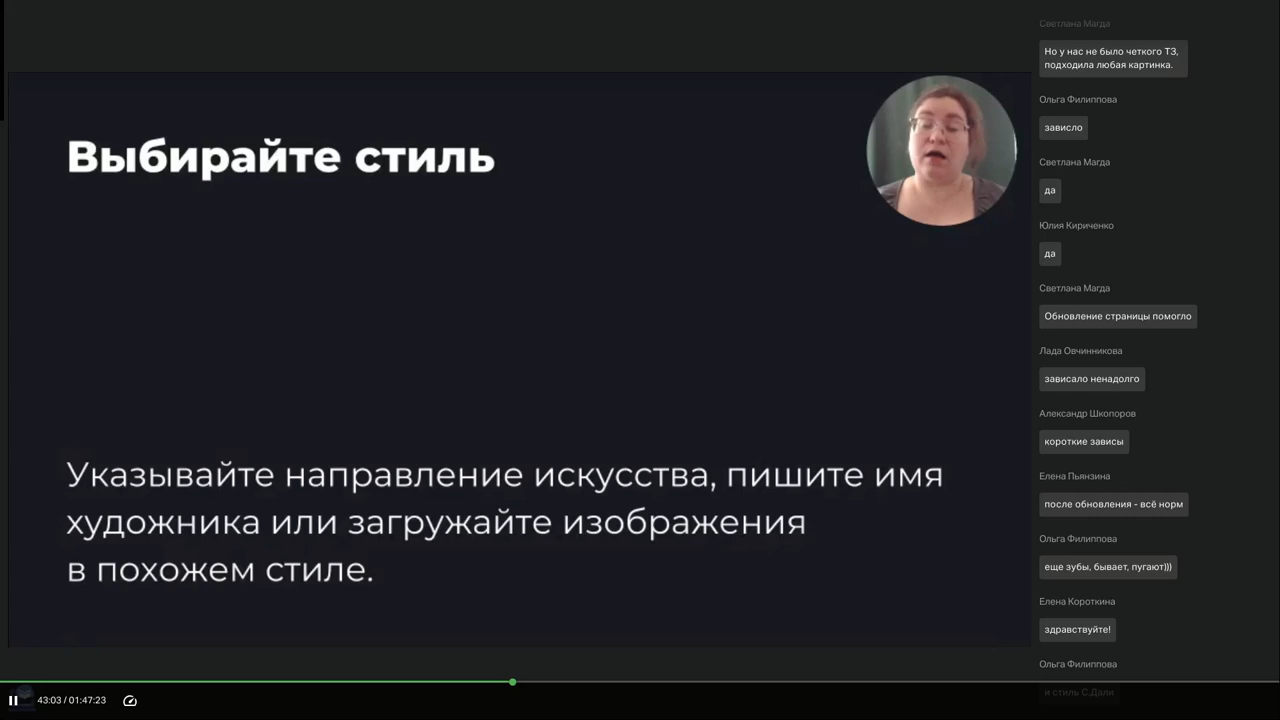 Выбирайте стиль
Указывайте направление искусства, пишите имя
художника или загружайте изображения
в похожем стиле.
Светлана Магда
Но у нас не было четкого ТЗ,
подходила любая картинка.
Ольга Филиппова
зависло
Светлана Магда
да
Юлия Кириченко
да
Светлана Магда
Обновление страницы помогло
Лада Овчинникова
зависало ненадолго
Александр Шкопоров
короткие зависы
Елена Пьянзина
после обновления - всё норм
Ольга Филиппова
еще зубы, бывает, пугают)))
Елена Короткина
здравствуйте!
Ольга Филиппова
и стиль С.Дали
43:03 / 01:47:23